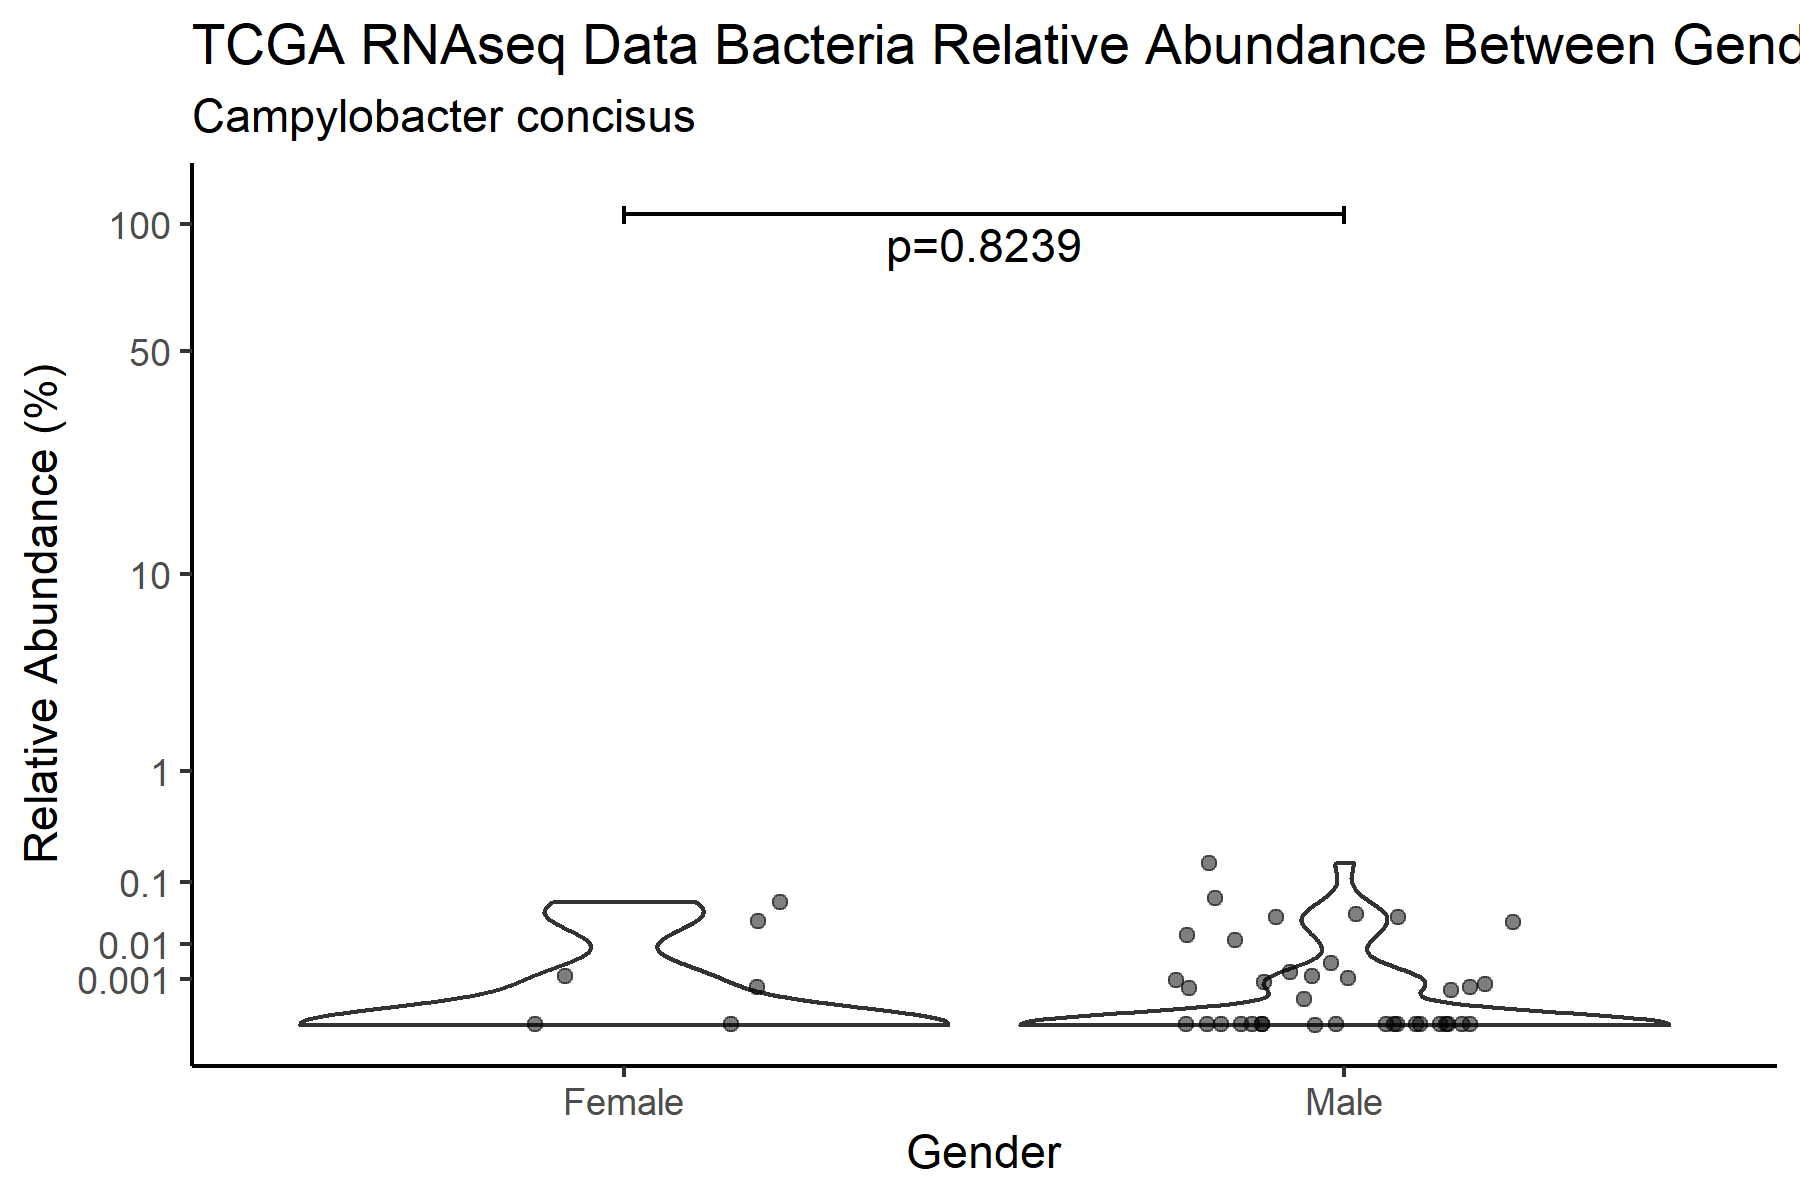 TCGA RNAseq Data Bacteria Relative Abundance Between Gend
Campylobacter concisus
100
50
10
1
0.1
0.01
0.001
Relative Abundance (%)
p=0.8239
Female
Male
Gender